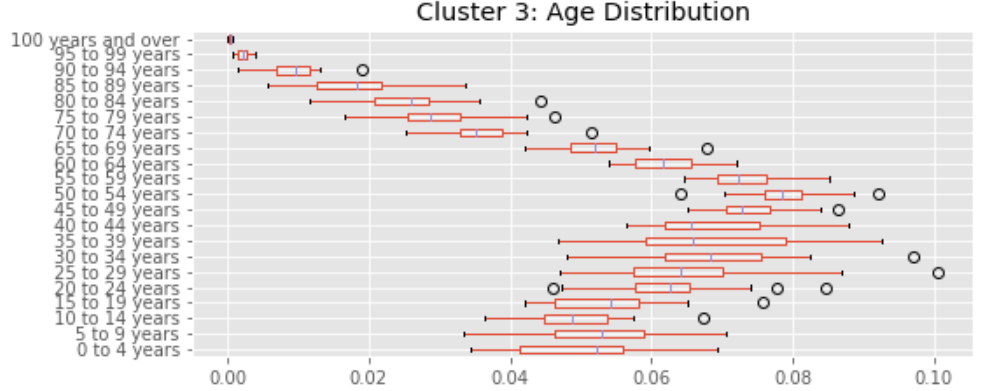 Cluster 3: Age Distribution
100 years and over
95 to 99 years
90 to 94 years
85 to 89 years
80 to 84 years
75 to 79 years
70 to 74 years
65 to 69 years
60 to 64 years
55 to 59 years
50 to 54 years
45 to 49 years
40 to 44 years
35 to 39 years
30 to 34 years
25 to 29 years
20 to 24 years
15 to 19 years
10 to 14 years
5 to 9 years
0 to 4 years
0.00 0.02 0.04 0.06 0.08 0.10